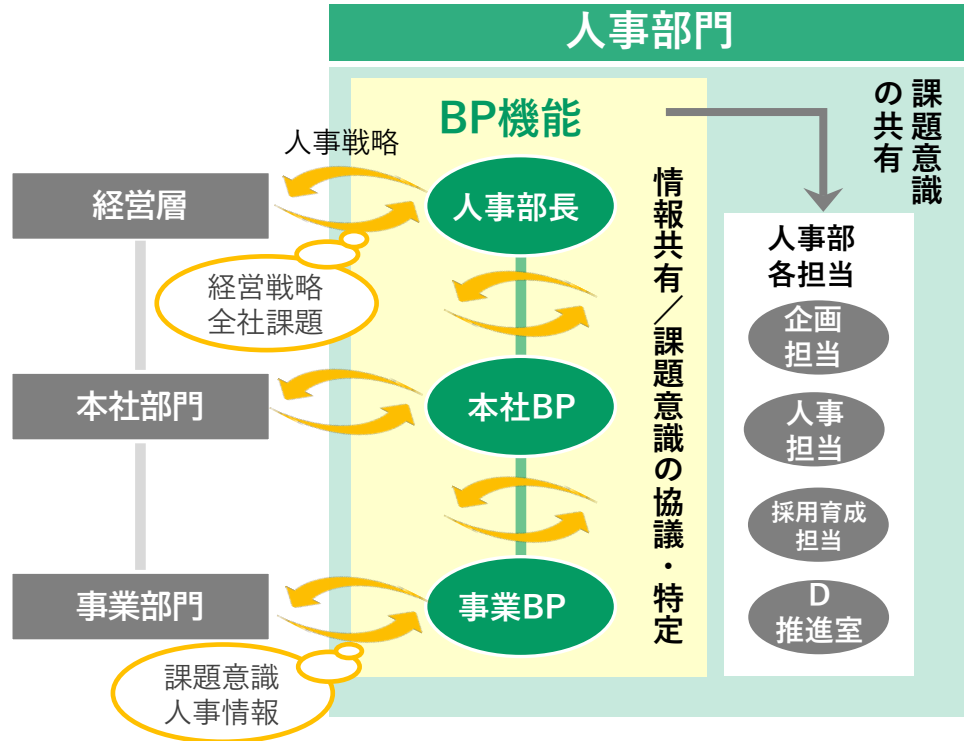 人事部門
BP機能
課題意識
の共有
人事戦略
経営層
人事部長
経営戦略
全社課題
情報共有／課題意識の協議・特定
本社部門
本社BP
事業部門
事業BP
課題意識
人事情報
人事部
各担当
企画
担当
人事
担当
採用育成
担当
D
推進室